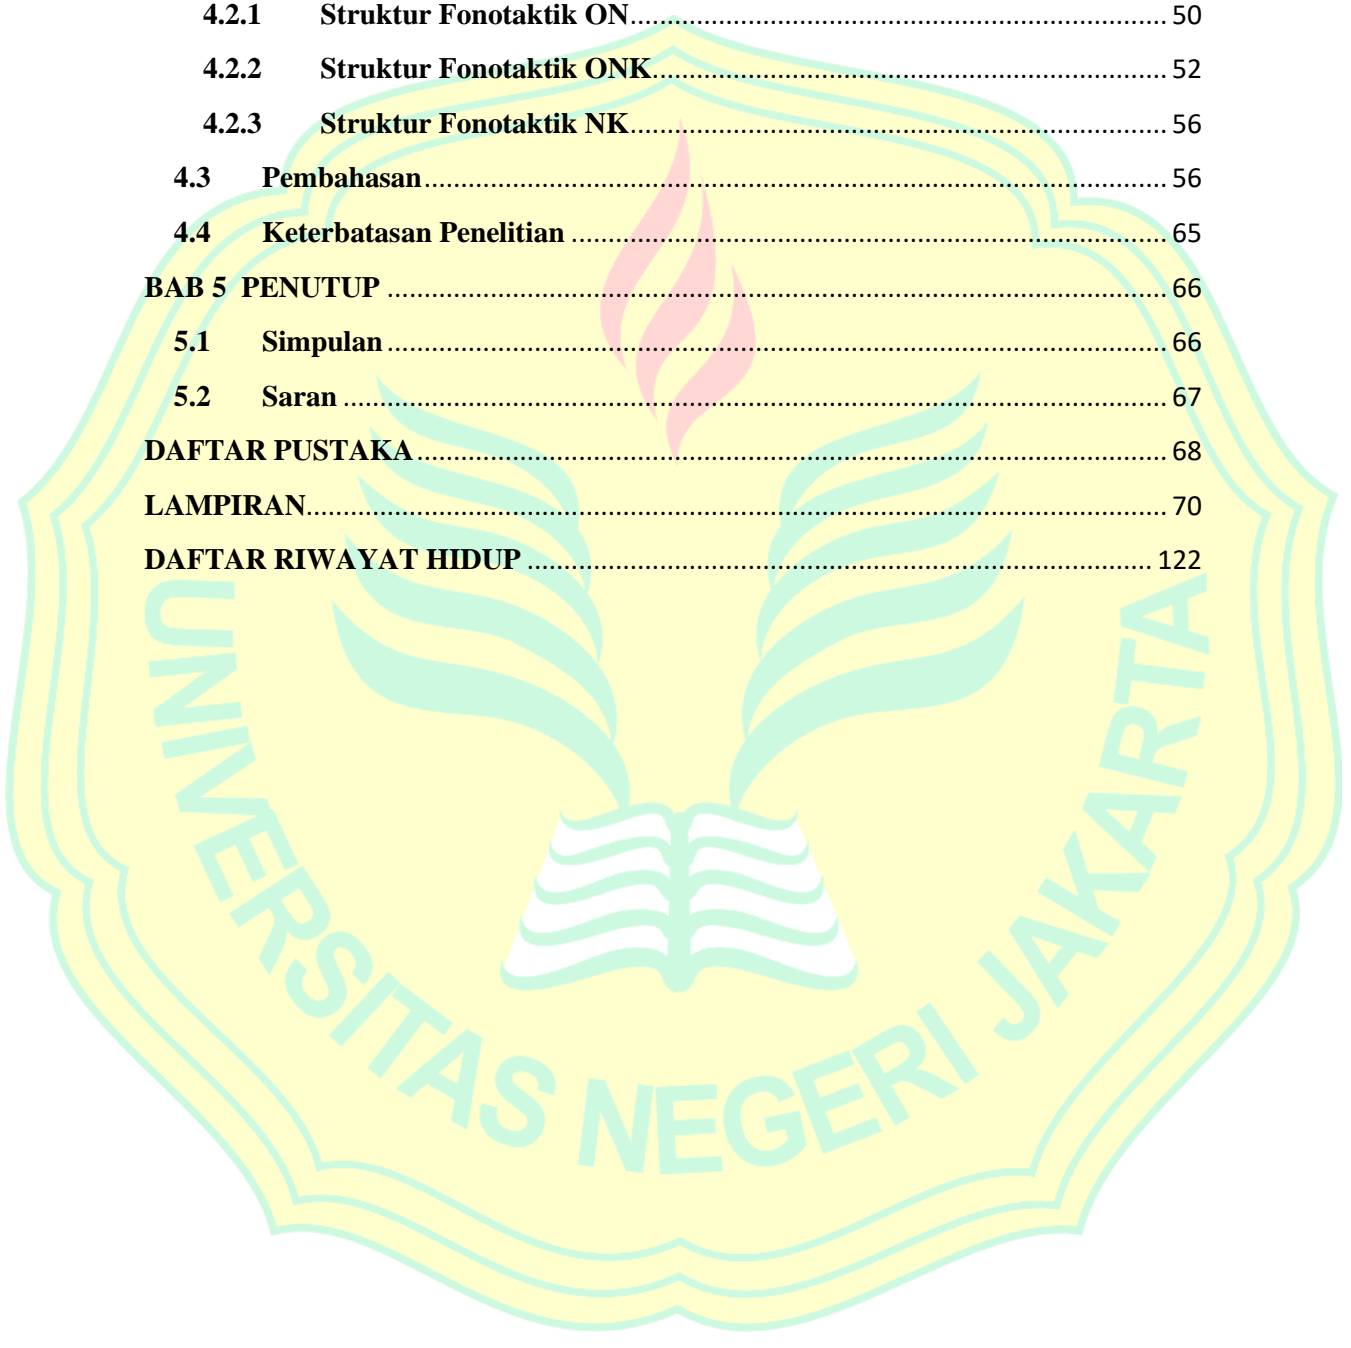 4.2.1 Struktur Fonotaktik ON........................................................................ 50
4.2.2 Struktur Fonotaktik ONK..................................................................... 52
4.2.3 Struktur Fonotaktik NK........................................................................ 56
4.3 Pembahasan.................................................................................................. 56
4.4 Keterbatasan Penelitian ................................................................................ 65
BAB 5 PENUTUP ........................................................................................................ 66
5.1 Simpulan....................................................................................................... 66
5.2 Saran ............................................................................................................. 67
DAFTAR PUSTAKA.................................................................................................... 68
LAMPIRAN.................................................................................................................. 70
DAFTAR RIWAYAT HIDUP ................................................................................... 122
UNIVERSITAS NEGERI JAKARTA